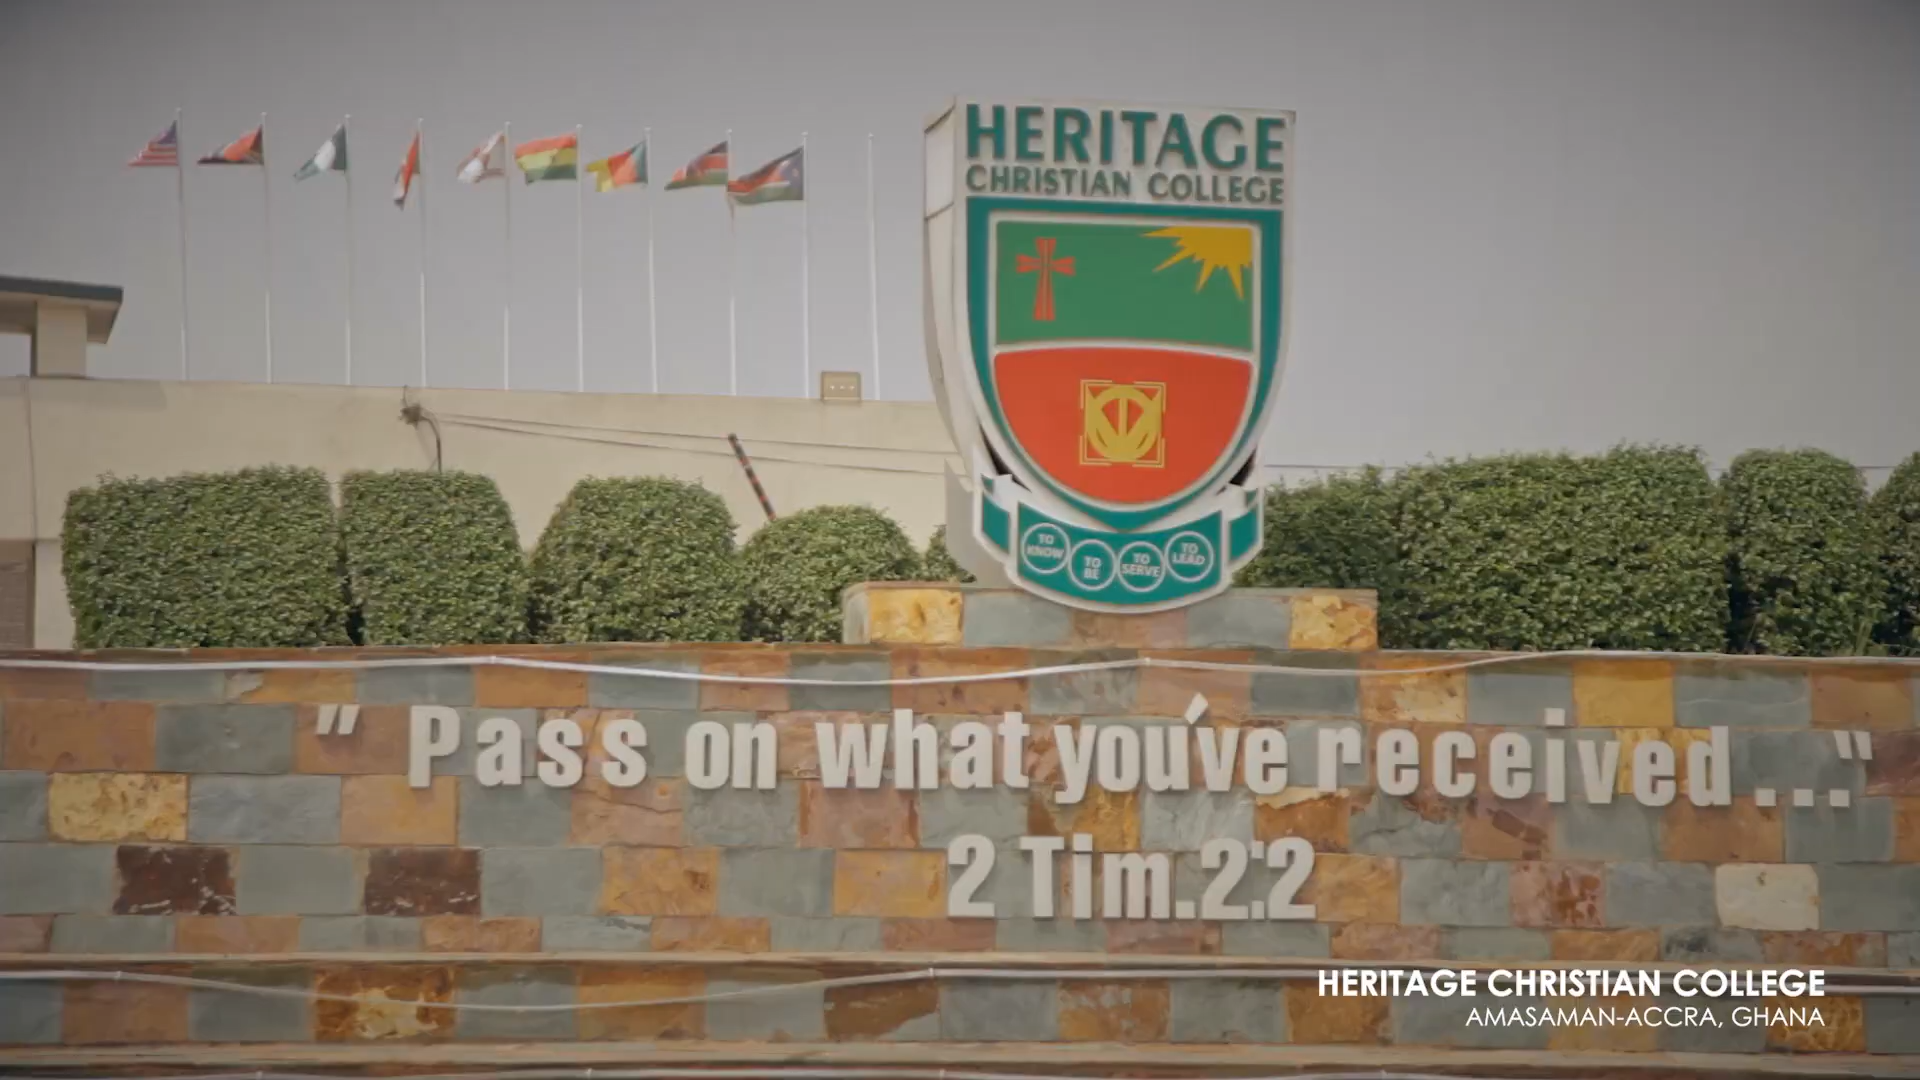 HERITAGE
CHRISTIAN COLLEGE
TO KNOW
TO BE
TO SERVE
TO LEAD
" Pass on what you've received ..."
2 Tim.2:2
HERITAGE CHRISTIAN COLLEGE
AMASAMAN-ACCRA, GHANA